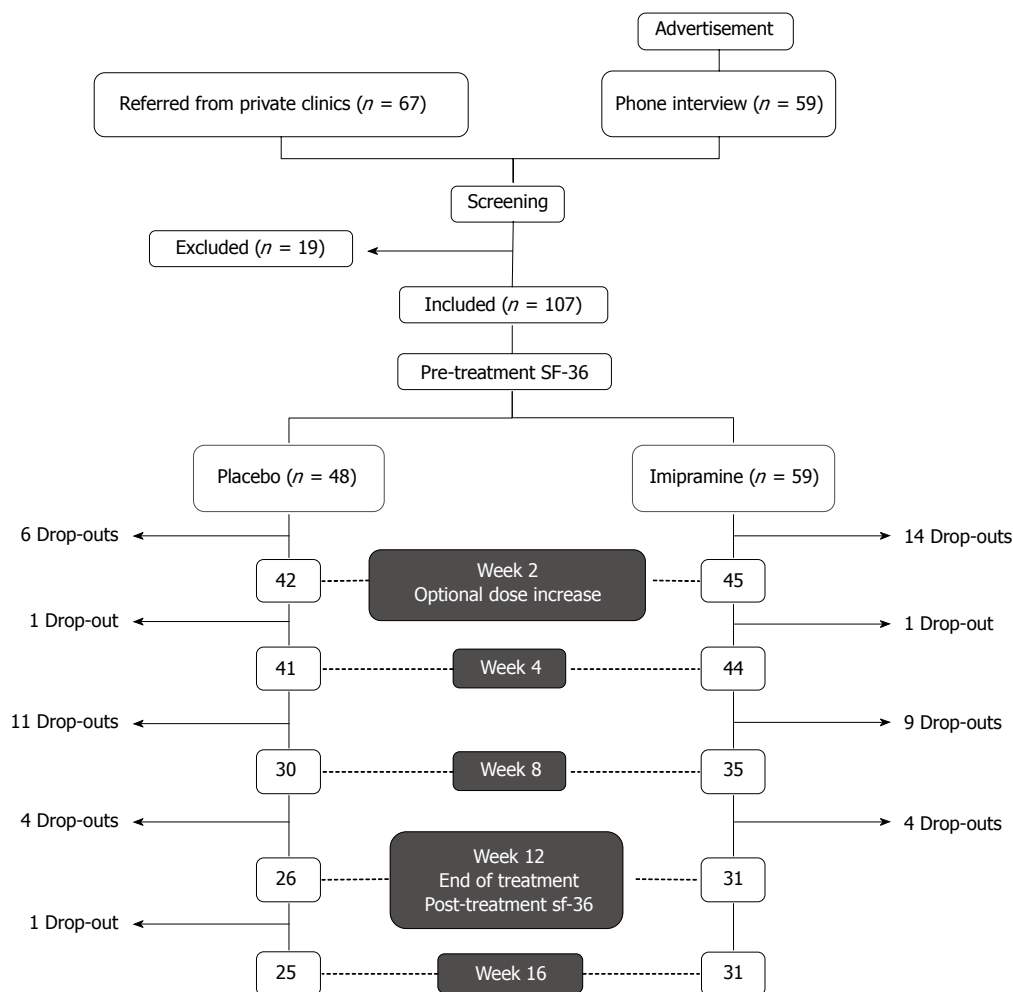 Advertisement
Referred from private clinics (n = 67)
Phone interview (n = 59)
Screening
Excluded (n = 19)
Included (n = 107)
Pre-treatment SF-36
Placebo (n = 48)
Imipramine (n = 59)
6 Drop-outs
14 Drop-outs
42
Week 2
Optional dose increase
45
1 Drop-out
1 Drop-out
41
Week 4
44
11 Drop-outs
9 Drop-outs
30
Week 8
35
4 Drop-outs
4 Drop-outs
26
Week 12
End of treatment
Post-treatment sf-36
31
1 Drop-out
25
Week 16
31